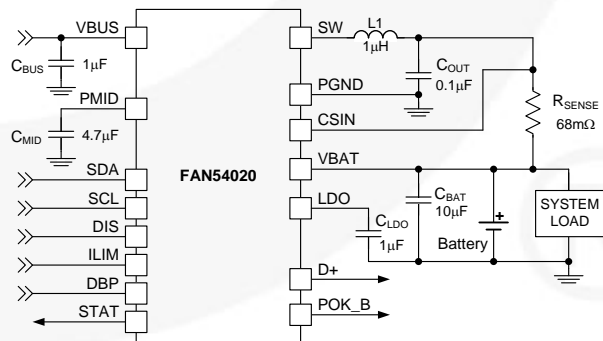 VBUS
C_BUS
1µF
PMID
C_MID
4.7µF
SDA
SCL
DIS
ILIM
DBP
STAT
FAN54020
SW
L1
1µH
C_OUT
0.1µF
PGND
CSIN
R_SENSE
68mΩ
VBAT
LDO
C_LDO
1µF
C_BAT
10µF
+
Battery
SYSTEM
LOAD
D+
POK_B